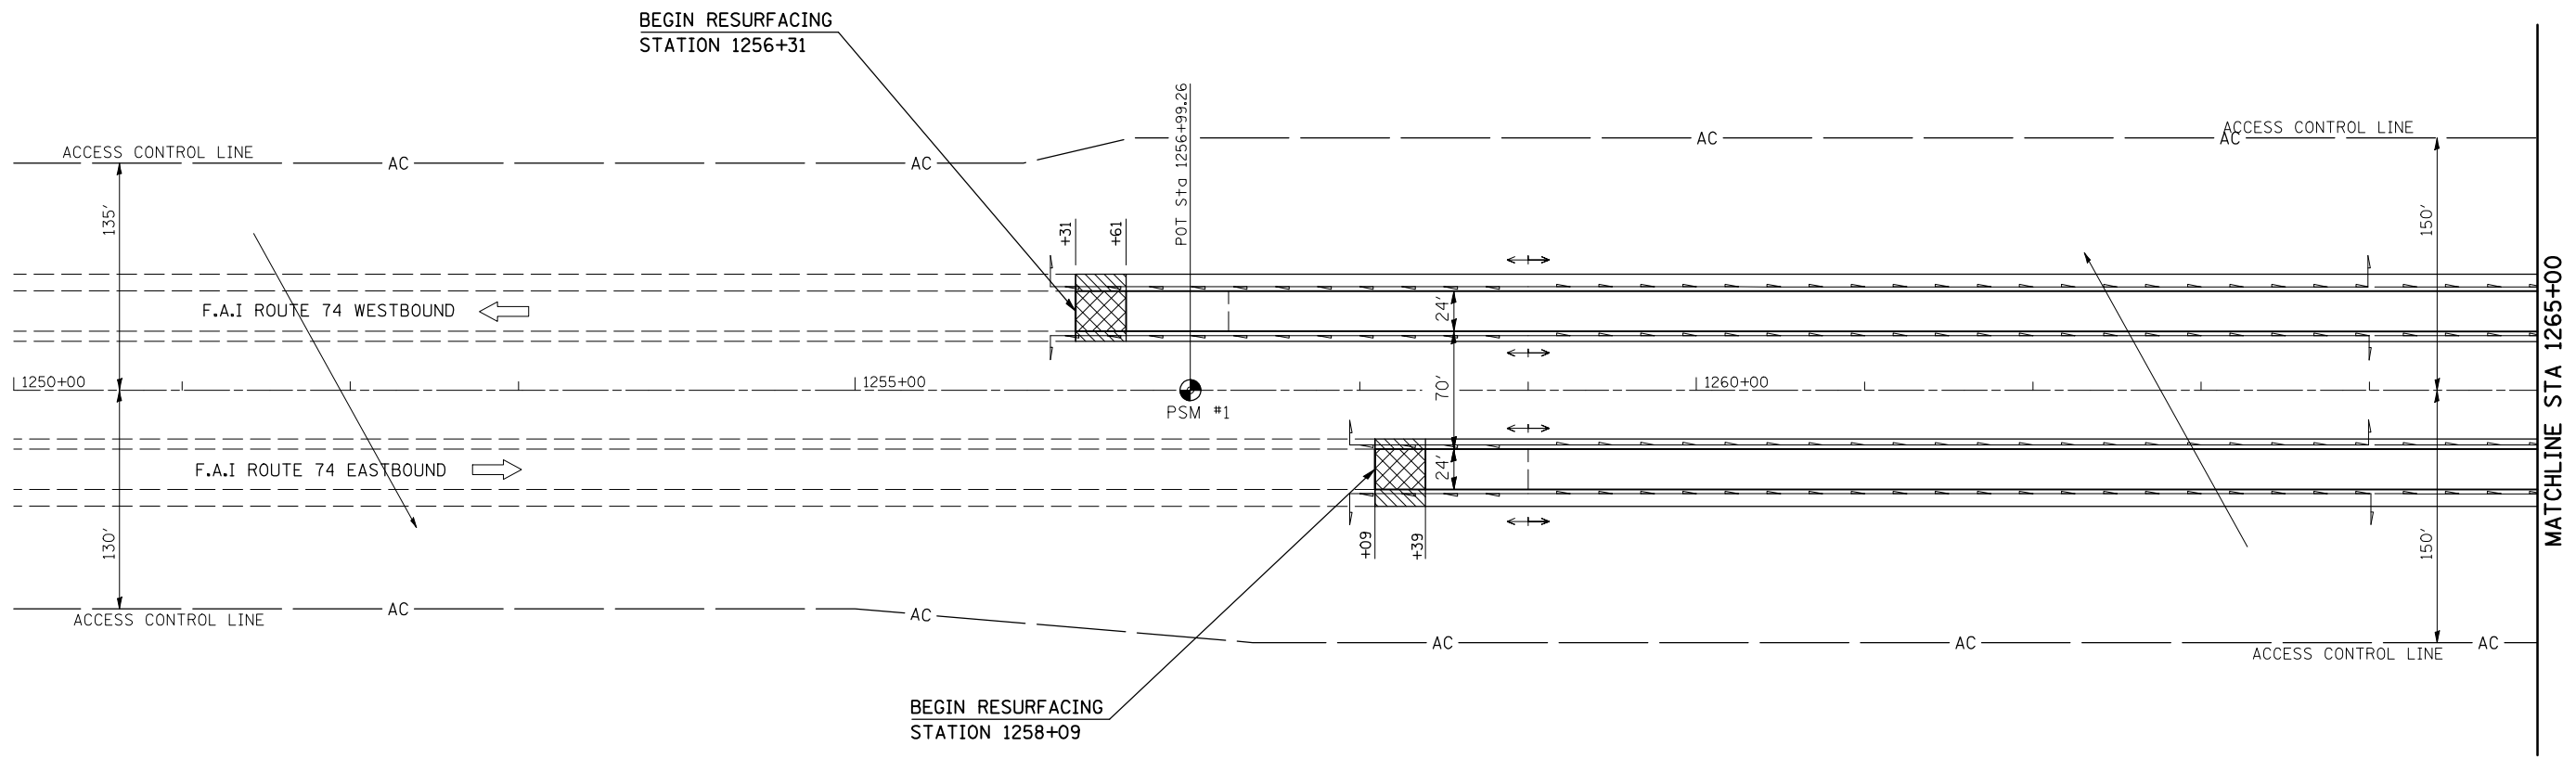 BEGIN RESURFACING
STATION 1256+31
POT Sta 1256+99.26
ACCESS CONTROL LINE
AC
AC
AC
ACCESS CONTROL LINE
AC
135'
+31
+61
150'
F.A.I ROUTE 74 WESTBOUND
24'
MATCHLINE STA 1265+00
1250+00
1255+00
1260+00
PSM #1
70'
F.A.I ROUTE 74 EASTBOUND
24'
130'
+09
+39
150'
ACCESS CONTROL LINE
AC
AC
AC
AC
AC
ACCESS CONTROL LINE
BEGIN RESURFACING
STATION 1258+09